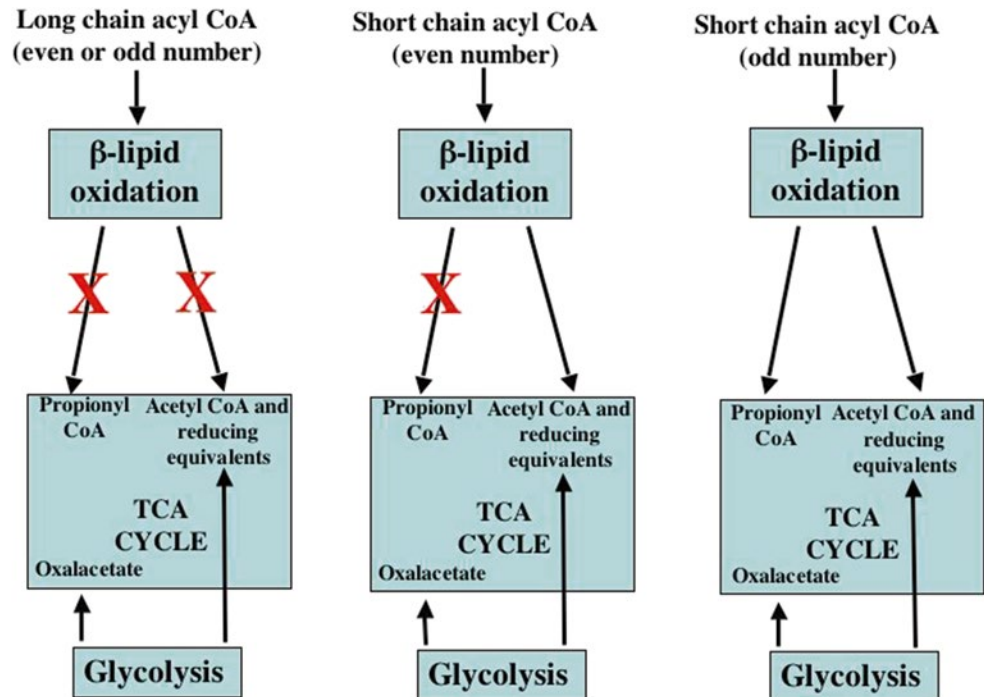 Long chain acyl CoA
(even or odd number)
β-lipid
oxidation
X X
Propionyl
CoA
Acetyl CoA and
reducing
equivalents
TCA
CYCLE
Oxalacetate
Glycolysis
Short chain acyl CoA
(even number)
β-lipid
oxidation
X
Propionyl
CoA
Acetyl CoA and
reducing
equivalents
TCA
CYCLE
Oxalacetate
Glycolysis
Short chain acyl CoA
(odd number)
β-lipid
oxidation
Propionyl
CoA
Acetyl CoA and
reducing
equivalents
TCA
CYCLE
Oxalacetate
Glycolysis